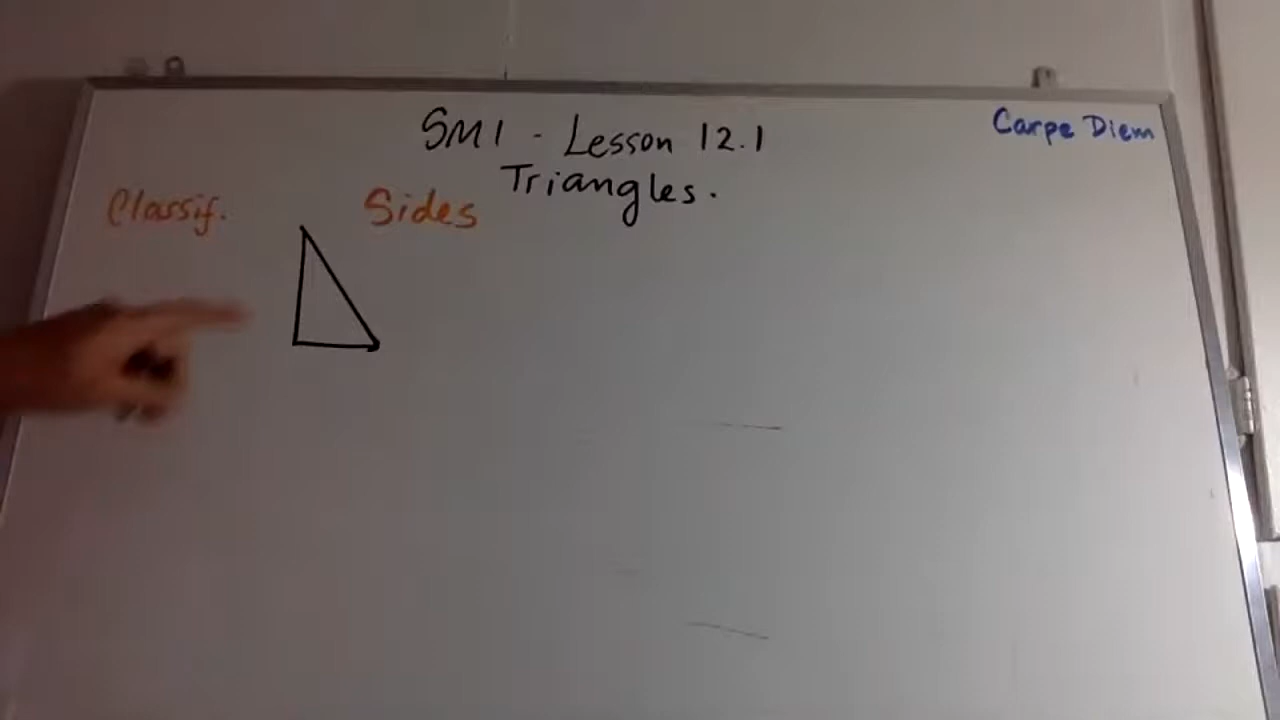 SM1 - Lesson 12.1
Carpe Diem
Triangles.
Classif.
Sides